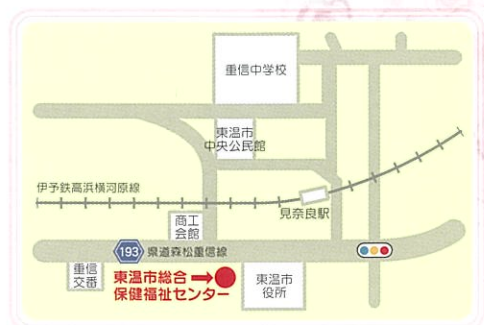 重信中学校
東温市
中央公民館
伊予鉄高浜横河原線
見奈良駅
商工
会館
193 県道森松重信線
重信
交番
東温市総合
保健福祉センター
東温市
役所